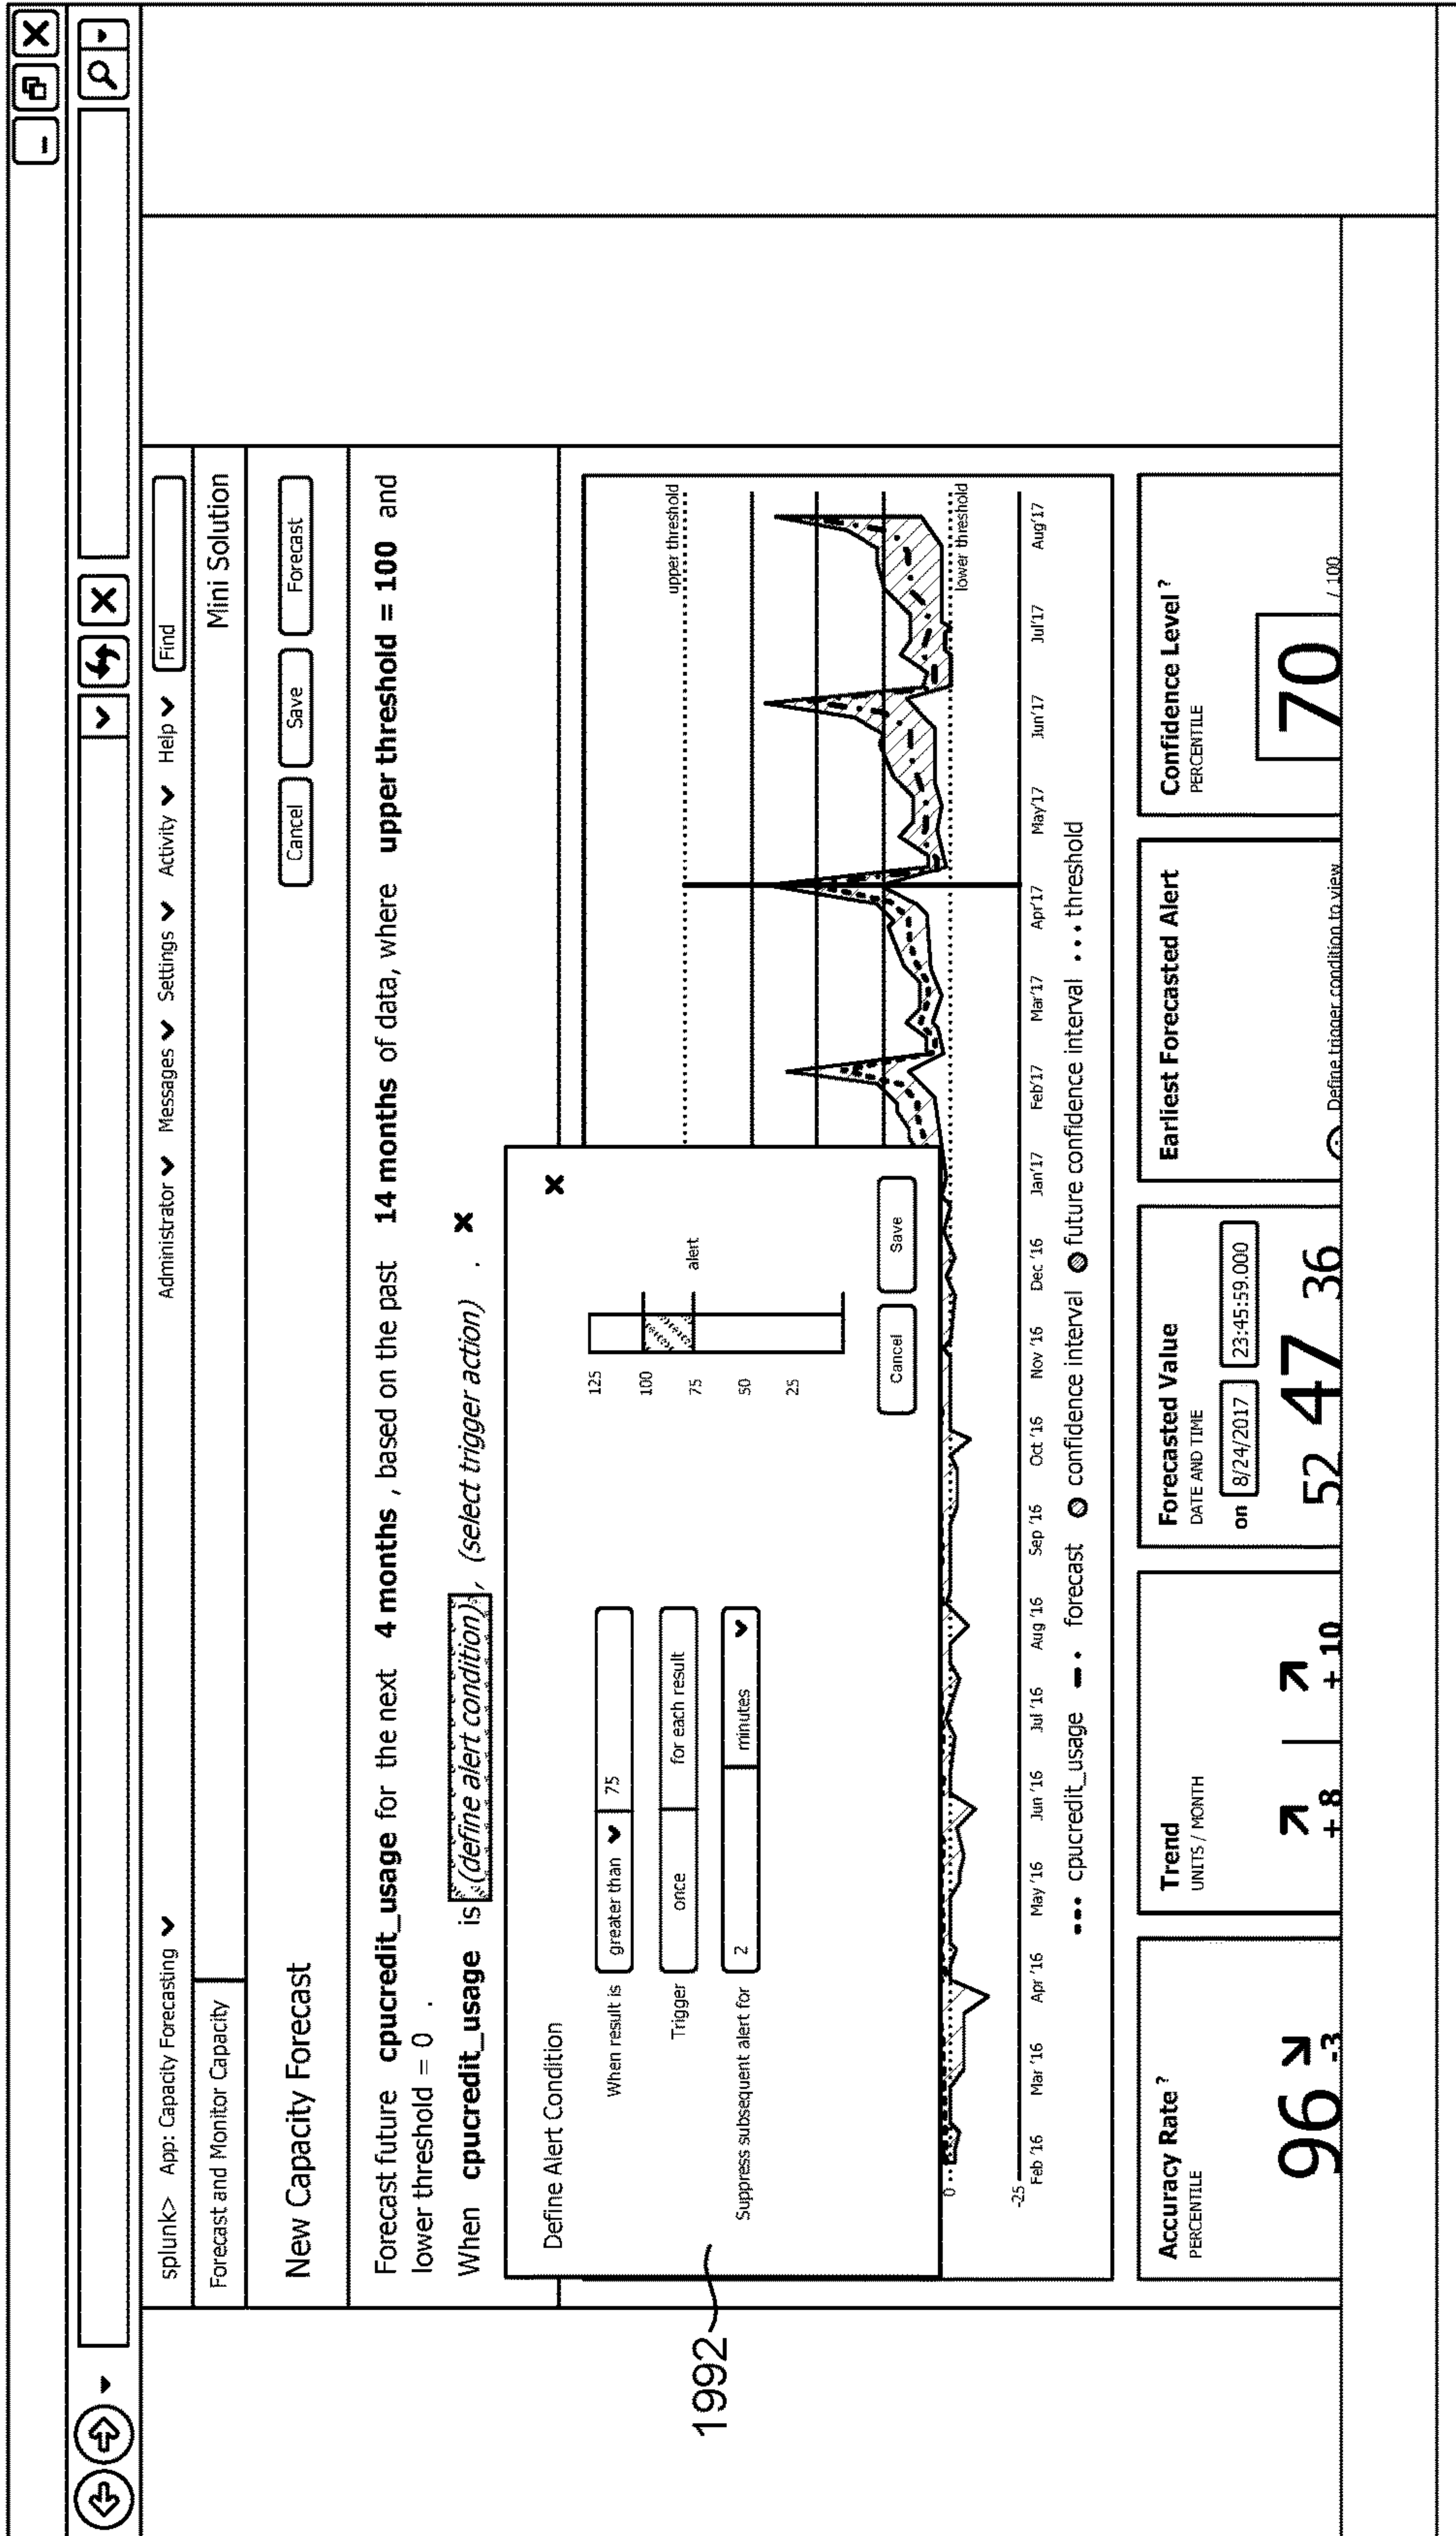 splunk> App: Capacity Forecasting Administrator Messages Settings Activity Help Find
Forecast and Monitor Capacity Mini Solution
New Capacity Forecast Cancel Save Forecast
Forecast future cpucredit_usage for the next 4 months , based on the past 14 months of data, where upper threshold = 100 and
lower threshold = 0 .
When cpucredit_usage is (define alert condition) , (select trigger action) .
Define Alert Condition
When result is greater than 75
Trigger once for each result
Suppress subsequent alert for 2 minutes
125
100
75
50
25
alert
Cancel Save
1992
upper threshold
lower threshold
0
-25
Feb '16 Mar '16 Apr '16 May '16 Jun '16 Jul '16 Aug '16 Sep '16 Oct '16 Nov '16 Dec '16 Jan'17 Feb'17 Mar'17 Apr'17 May'17 Jun'17 Jul'17 Aug'17
cpucredit_usage forecast confidence interval future confidence interval threshold
Accuracy Rate ?
PERCENTILE
96 -3
Trend
UNITS / MONTH
+ 8 + 10
Forecasted Value
DATE AND TIME
on 8/24/2017 23:45:59.000
52 47 36
Earliest Forecasted Alert
Define trigger condition to view
Confidence Level ?
PERCENTILE
70 / 100